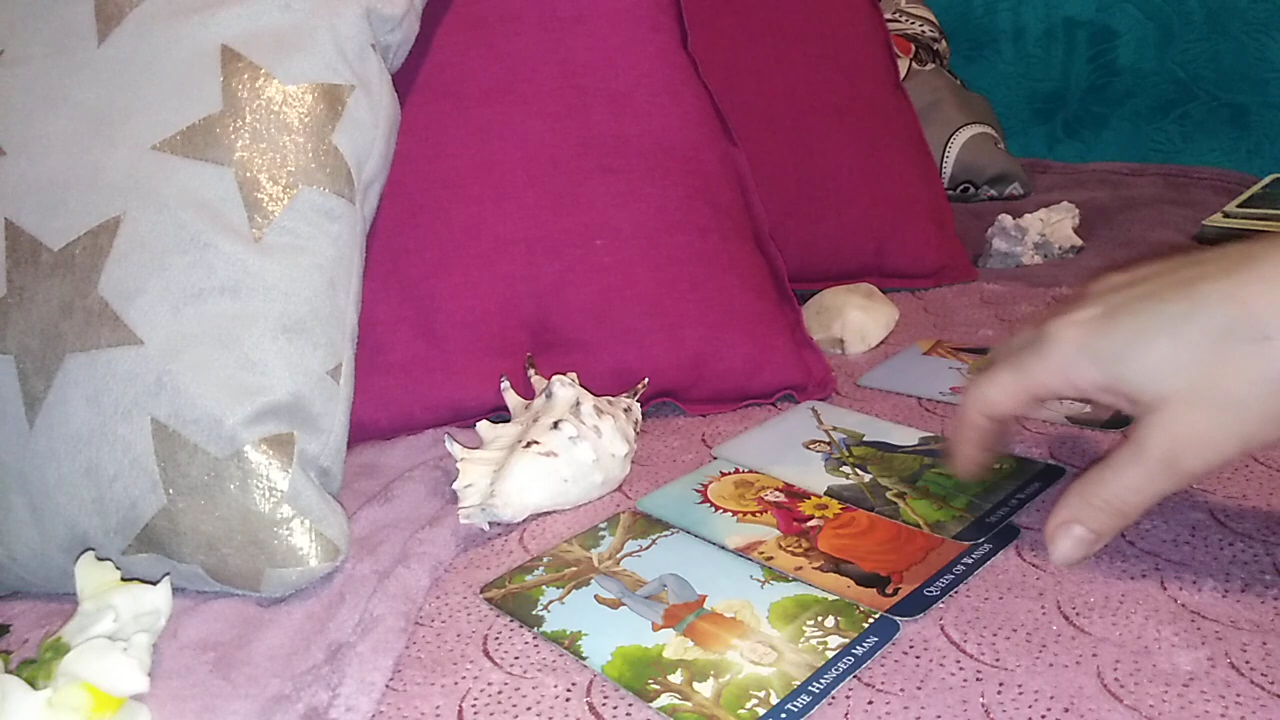 SEVEN OF WANDS
QUEEN OF WANDS
• THE HANGED MAN